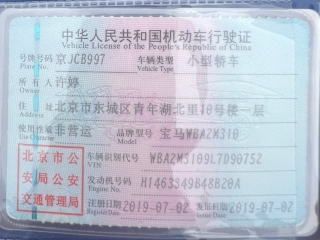 中华人民共和国机动车行驶证
Vehicle License of the People's Republic of China
号牌号码 京JCB997 车辆类型 小型轿车
Plate No. Vehicle Type
所有人 许婷
Owner
住址 北京市东城区青年湖北里18号楼一层
Address
使用性质 非营运 品牌型号 宝马WBA2M310
Use Character Model
北京市公 车辆识别代号 WBA2M3109L7D90752
VIN
安局公安 发动机号码 H1463349B48B20A
Engine No.
交通管理局 注册日期 2019-07-02 发证日期 2019-07-02
Register Date Issue Date